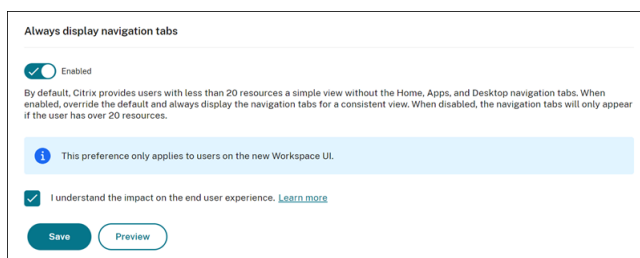 Always display navigation tabs
Enabled
By default, Citrix provides users with less than 20 resources a simple view without the Home, Apps, and Desktop navigation tabs. When
enabled, override the default and always display the navigation tabs for a consistent view. When disabled, the navigation tabs will only appear
if the user has over 20 resources.
This preference only applies to users on the new Workspace UI.
I understand the impact on the end user experience. Learn more
Save Preview